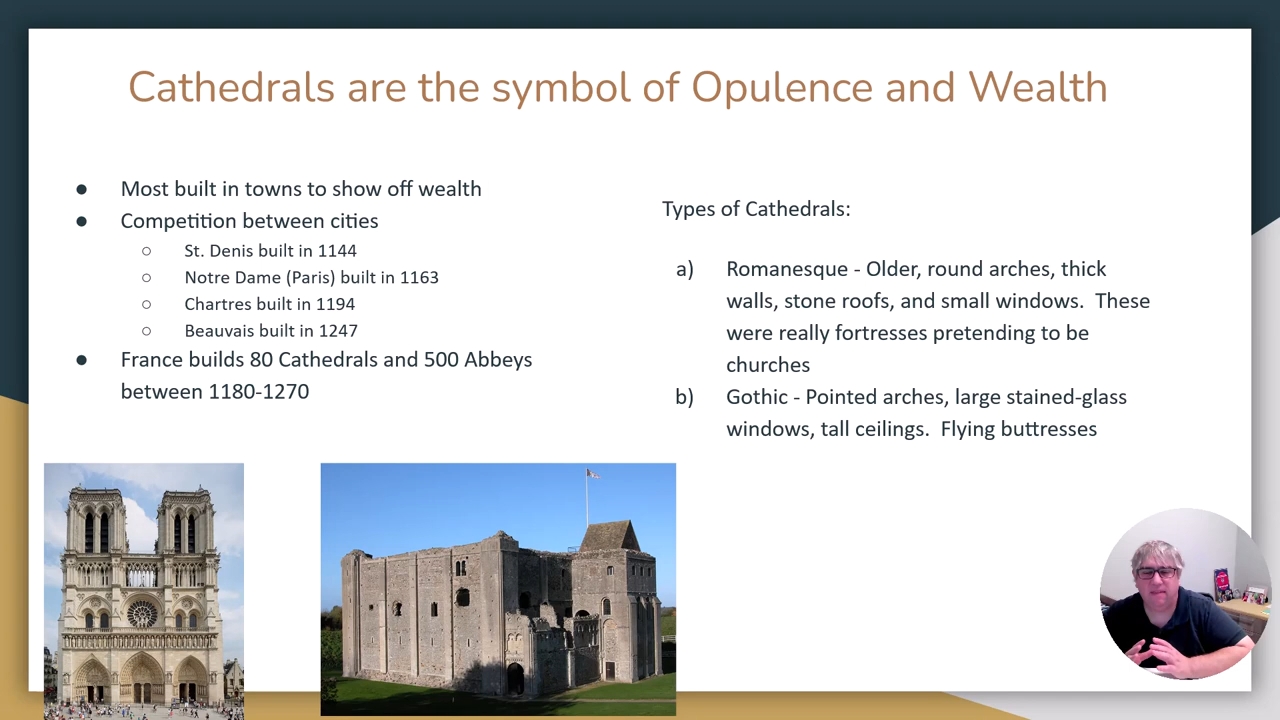 Cathedrals are the symbol of Opulence and Wealth
● Most built in towns to show off wealth
● Competition between cities
○ St. Denis built in 1144
○ Notre Dame (Paris) built in 1163
○ Chartres built in 1194
○ Beauvais built in 1247
● France builds 80 Cathedrals and 500 Abbeys
between 1180-1270
Types of Cathedrals:
a) Romanesque - Older, round arches, thick
walls, stone roofs, and small windows. These
were really fortresses pretending to be
churches
b) Gothic - Pointed arches, large stained-glass
windows, tall ceilings. Flying buttresses